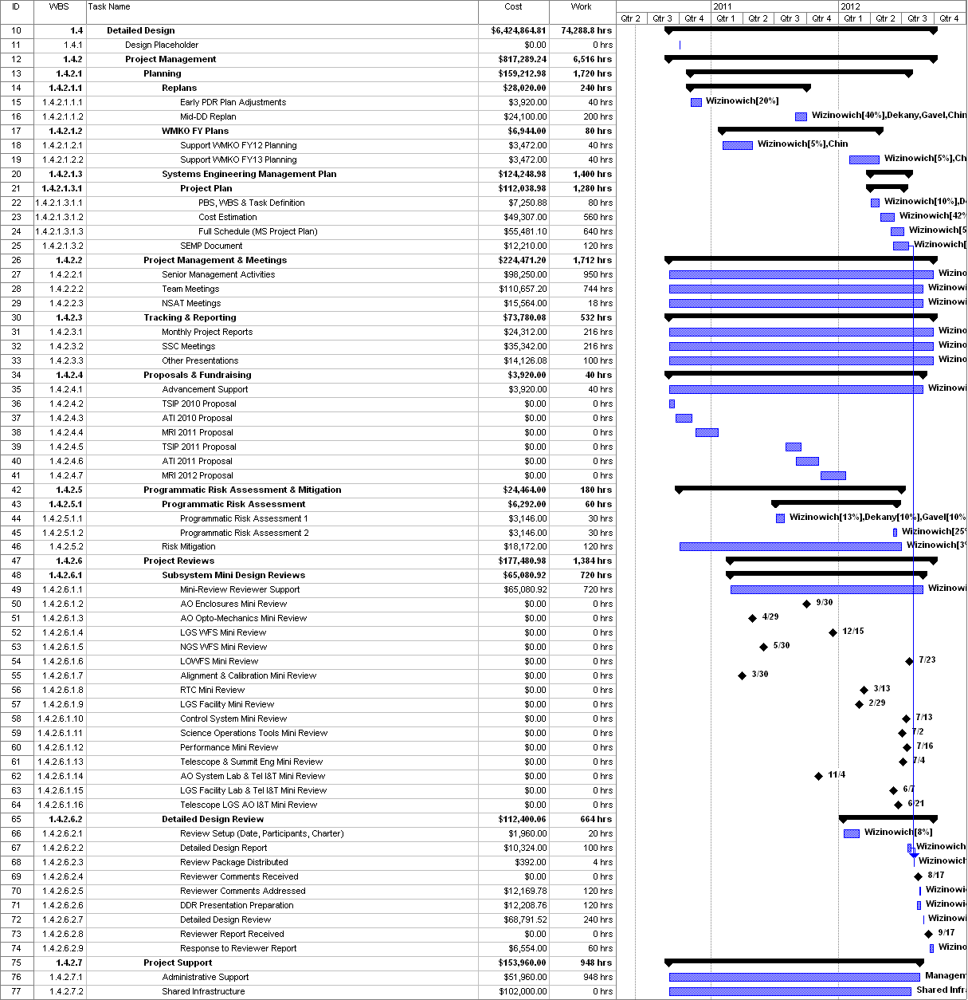 ID WBS Task Name Cost Work 2011 2012
Qtr 2 Qtr 3 Qtr 4 Qtr 1 Qtr 2 Qtr 3 Qtr 4 Qtr 1 Qtr 2 Qtr 3 Qtr 4
10 1.4 Detailed Design $6,424,864.81 74,288.8 hrs
11 1.4.1 Design Placeholder $0.00 0 hrs
12 1.4.2 Project Management $817,289.24 6,516 hrs
13 1.4.2.1 Planning $159,212.98 1,720 hrs
14 1.4.2.1.1 Replans $28,020.00 240 hrs
15 1.4.2.1.1.1 Early PDR Plan Adjustments $3,920.00 40 hrs Wizinowich[20%]
16 1.4.2.1.1.2 Mid-DD Replan $24,100.00 200 hrs Wizinowich[40%],Dekany,Gavel,Chin
17 1.4.2.1.2 WMKO FY Plans $6,944.00 80 hrs
18 1.4.2.1.2.1 Support WMKO FY12 Planning $3,472.00 40 hrs Wizinowich[5%],Chin
19 1.4.2.1.2.2 Support WMKO FY13 Planning $3,472.00 40 hrs Wizinowich[5%],Ch
20 1.4.2.1.3 Systems Engineering Management Plan $124,248.98 1,400 hrs
21 1.4.2.1.3.1 Project Plan $112,038.98 1,280 hrs
22 1.4.2.1.3.1.1 PBS, WBS & Task Definition $7,250.88 80 hrs Wizinowich[10%],D
23 1.4.2.1.3.1.2 Cost Estimation $49,307.00 560 hrs Wizinowich[42%
24 1.4.2.1.3.1.3 Full Schedule (MS Project Plan) $55,481.10 640 hrs Wizinowich[5
25 1.4.2.1.3.2 SEMP Document $12,210.00 120 hrs Wizinowich[
26 1.4.2.2 Project Management & Meetings $224,471.20 1,712 hrs
27 1.4.2.2.1 Senior Management Activities $98,250.00 950 hrs Wizino
28 1.4.2.2.2 Team Meetings $110,657.20 744 hrs Wizinowi
29 1.4.2.2.3 NSAT Meetings $15,564.00 18 hrs Wizinowi
30 1.4.2.3 Tracking & Reporting $73,780.08 532 hrs
31 1.4.2.3.1 Monthly Project Reports $24,312.00 216 hrs Wizino
32 1.4.2.3.2 SSC Meetings $35,342.00 216 hrs Wizino
33 1.4.2.3.3 Other Presentations $14,126.08 100 hrs Wizino
34 1.4.2.4 Proposals & Fundraising $3,920.00 40 hrs
35 1.4.2.4.1 Advancement Support $3,920.00 40 hrs Wizinowi
36 1.4.2.4.2 TSIP 2010 Proposal $0.00 0 hrs
37 1.4.2.4.3 ATI 2010 Proposal $0.00 0 hrs
38 1.4.2.4.4 MRI 2011 Proposal $0.00 0 hrs
39 1.4.2.4.5 TSIP 2011 Proposal $0.00 0 hrs
40 1.4.2.4.6 ATI 2011 Proposal $0.00 0 hrs
41 1.4.2.4.7 MRI 2012 Proposal $0.00 0 hrs
42 1.4.2.5 Programmatic Risk Assessment & Mitigation $24,464.00 180 hrs
43 1.4.2.5.1 Programmatic Risk Assessment $6,292.00 60 hrs
44 1.4.2.5.1.1 Programmatic Risk Assessment 1 $3,146.00 30 hrs Wizinowich[13%],Dekany[10%],Gavel[10%
45 1.4.2.5.1.2 Programmatic Risk Assessment 2 $3,146.00 30 hrs Wizinowich[25%
46 1.4.2.5.2 Risk Mitigation $18,172.00 120 hrs Wizinowich[3%
47 1.4.2.6 Project Reviews $177,480.98 1,384 hrs
48 1.4.2.6.1 Subsystem Mini Design Reviews $65,080.92 720 hrs
49 1.4.2.6.1.1 Mini-Review Reviewer Support $65,080.92 720 hrs Wizinowi
50 1.4.2.6.1.2 AO Enclosures Mini Review $0.00 0 hrs 9/30
51 1.4.2.6.1.3 AO Opto-Mechanics Mini Review $0.00 0 hrs 4/29
52 1.4.2.6.1.4 LGS WFS Mini Review $0.00 0 hrs 12/15
53 1.4.2.6.1.5 NGS WFS Mini Review $0.00 0 hrs 5/30
54 1.4.2.6.1.6 LOWFS Mini Review $0.00 0 hrs 7/23
55 1.4.2.6.1.7 Alignment & Calibration Mini Review $0.00 0 hrs 3/30
56 1.4.2.6.1.8 RTC Mini Review $0.00 0 hrs 3/13
57 1.4.2.6.1.9 LGS Facility Mini Review $0.00 0 hrs 2/29
58 1.4.2.6.1.10 Control System Mini Review $0.00 0 hrs 7/13
59 1.4.2.6.1.11 Science Operations Tools Mini Review $0.00 0 hrs 7/2
60 1.4.2.6.1.12 Performance Mini Review $0.00 0 hrs 7/16
61 1.4.2.6.1.13 Telescope & Summit Eng Mini Review $0.00 0 hrs 7/4
62 1.4.2.6.1.14 AO System Lab & Tel I&T Mini Review $0.00 0 hrs 11/4
63 1.4.2.6.1.15 LGS Facility Lab & Tel I&T Mini Review $0.00 0 hrs 6/7
64 1.4.2.6.1.16 Telescope LGS AO I&T Mini Review $0.00 0 hrs 6/21
65 1.4.2.6.2 Detailed Design Review $112,400.06 664 hrs
66 1.4.2.6.2.1 Review Setup (Date, Participants, Charter) $1,960.00 20 hrs Wizinowich[8%]
67 1.4.2.6.2.2 Detailed Design Report $10,324.00 100 hrs Wizinowich
68 1.4.2.6.2.3 Review Package Distributed $392.00 4 hrs Wizinowich
69 1.4.2.6.2.4 Reviewer Comments Received $0.00 0 hrs 8/17
70 1.4.2.6.2.5 Reviewer Comments Addressed $12,169.78 120 hrs Wizinowi
71 1.4.2.6.2.6 DDR Presentation Preparation $12,208.76 120 hrs Wizinowi
72 1.4.2.6.2.7 Detailed Design Review $68,791.52 240 hrs Wizinowi
73 1.4.2.6.2.8 Reviewer Report Received $0.00 0 hrs 9/17
74 1.4.2.6.2.9 Response to Reviewer Report $6,554.00 60 hrs Wizino
75 1.4.2.7 Project Support $153,960.00 948 hrs
76 1.4.2.7.1 Administrative Support $51,960.00 948 hrs Managem
77 1.4.2.7.2 Shared Infrastructure $102,000.00 0 hrs Shared Infr